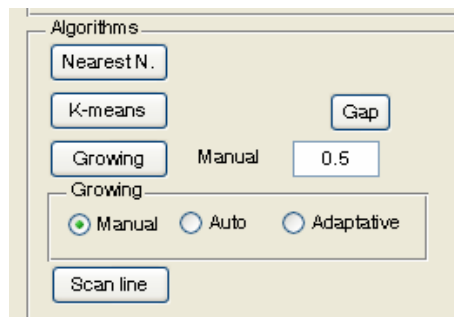 Algorithms
Nearest N.
K-means Gap
Growing Manual 0.5
Growing
Manual Auto Adaptative
Scan line